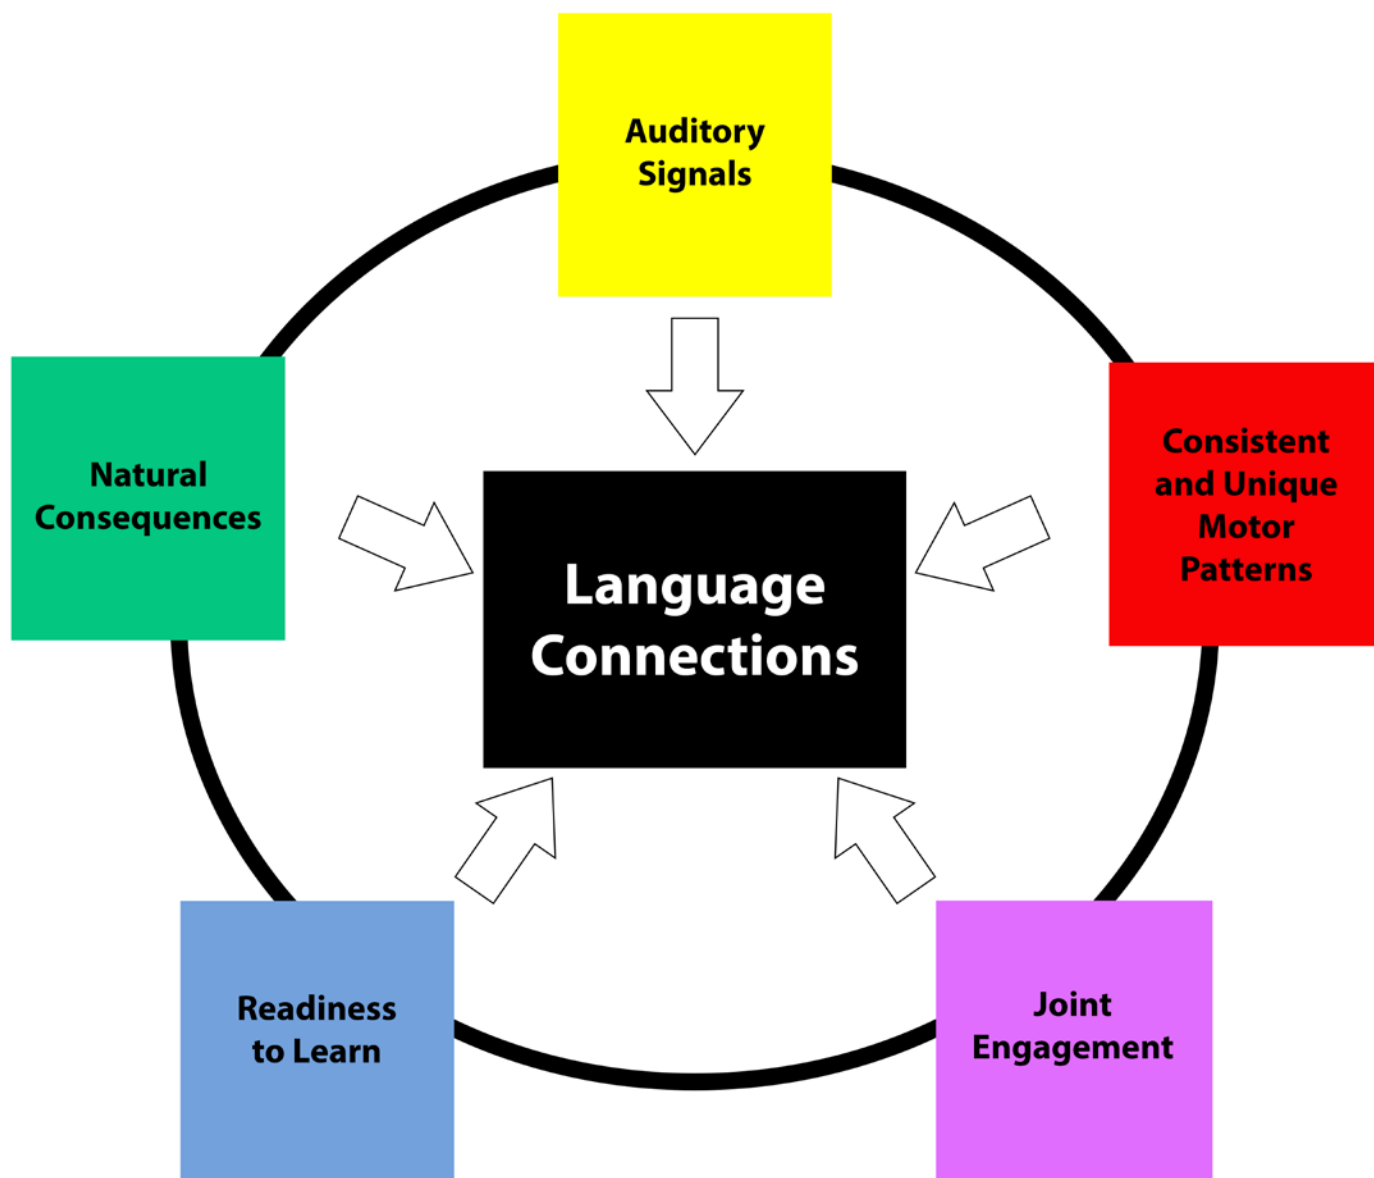 Auditory
Signals
Natural
Consequences
Consistent
and Unique
Motor
Patterns
Language
Connections
Readiness
to Learn
Joint
Engagement